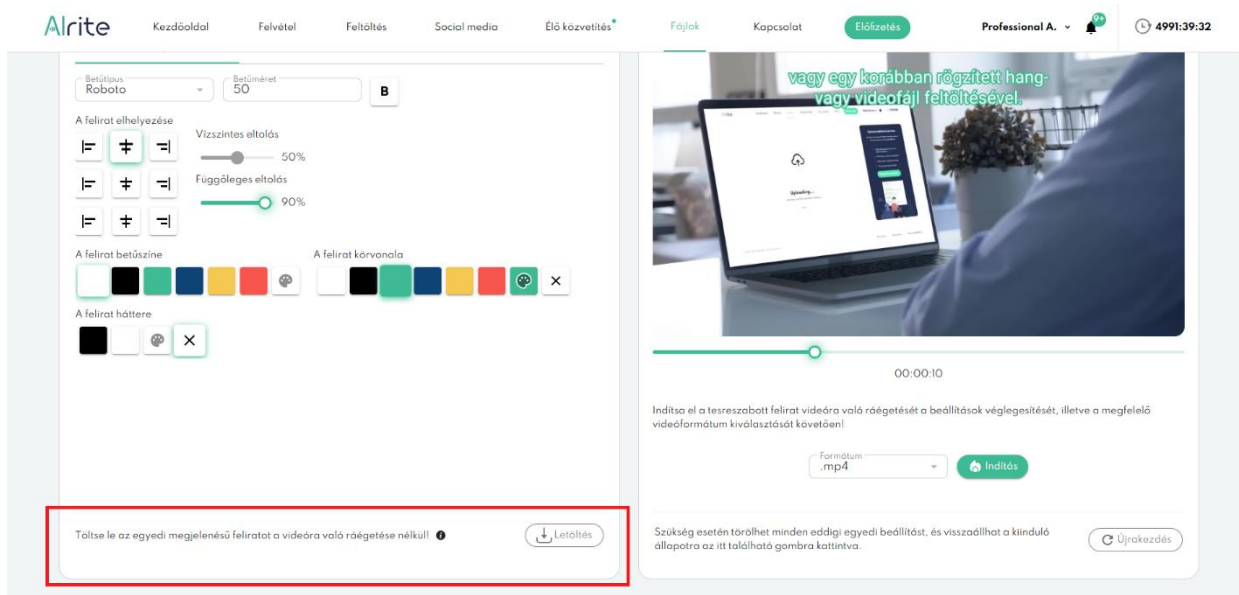 Alrite
Kezdőoldal
Felvétel
Feltöltés
Social media
Élő közvetítés
Fájlok
Kapcsolat
Előfizetés
Professional A.
9+
4991:39:32
Betűtípus
Roboto
Betűméret
50
B
A felirat elhelyezése
Vízszintes eltolás
50%
Függőleges eltolás
90%
A felirat betűszíne
A felirat körvonala
A felirat háttere
Töltse le az egyedi megjelenésű feliratot a videóra való ráégetése nélkül!
Letöltés
vagy egy korábban rögzített hang-
vagy videofájl feltöltésével.
Uploading...
00:00:10
Indítsa el a tesreszabott felirat videóra való ráégetését a beállítások véglegesítését, illetve a megfelelő
videóformátum kiválasztását követően!
Formátum
.mp4
Indítás
Szükség esetén törölhet minden eddigi egyedi beállítást, és visszaállhat a kiinduló
állapotra az itt található gombra kattintva.
Újrakezdés